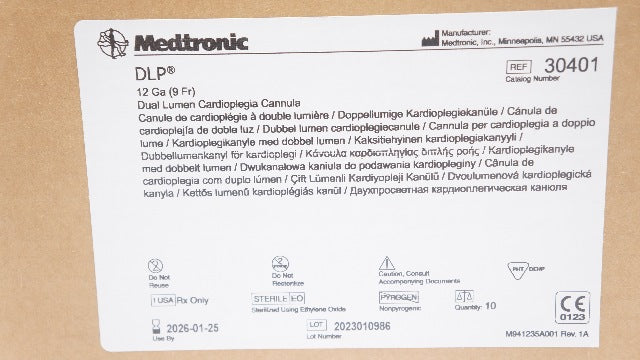 Medtronic
Manufacturer:
Medtronic, Inc., Minneapolis, MN 55432 USA
DLP®
REF 30401
Catalog Number
12 Ga (9 Fr)
Dual Lumen Cardioplegia Cannula
Canule de cardioplégie à double lumière / Doppellumige Kardioplegiekanüle / Cánula de
cardioplejía de doble luz / Dubbel lumen cardioplegiecanule / Cannula per cardioplegia a doppio
lume / Kardioplegikanyle med dobbel lumen / Kaksitiehyinen kardioplegiakanyyli /
Dubbellumenkanyl för kardioplegi / Κάνουλα καρδιοπληγίας διπλής ροής / Kardioplegikanyle
med dobbelt lumen / Dwukanałowa kaniula do podawania kardiopleginy / Cânula de
cardioplegia com duplo lúmen / Çift Lümenli Kardiyopleji Kanülü / Dvoulumenová kardioplegická
kanyla / Kettős lumenű kardioplégiás kanül / Двухпросветная кардиоплегическая канюля
Do Not
Reuse
Do Not
Resterilize
Caution, Consult
Accompanying Documents
PHT / DEHP
! USA Rx Only
STERILE EO
Sterilized Using Ethylene Oxide
PYROGEN
Nonpyrogenic
Quantity: 10
CE
0123
2026-01-25
Use By
LOT 2023010986
Lot Number
M941235A001 Rev. 1A